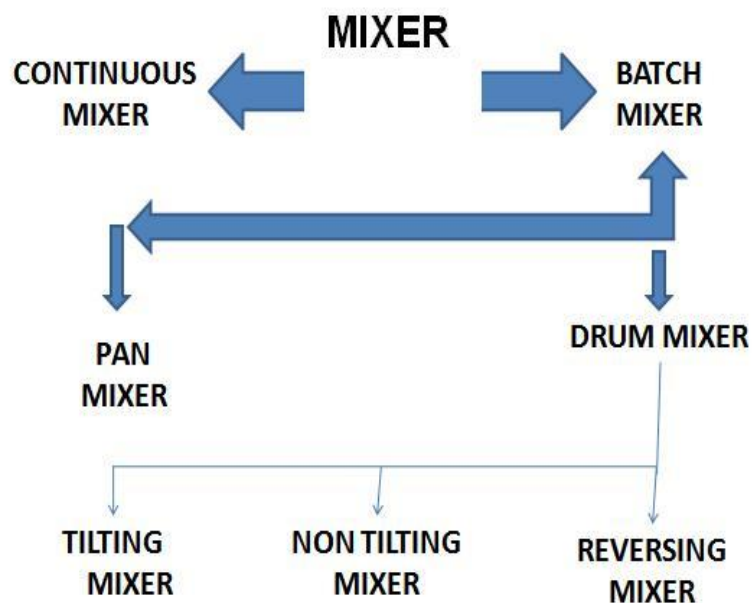 MIXER
CONTINUOUS
MIXER
BATCH
MIXER
PAN
MIXER
DRUM MIXER
TILTING
MIXER
NON TILTING
MIXER
REVERSING
MIXER